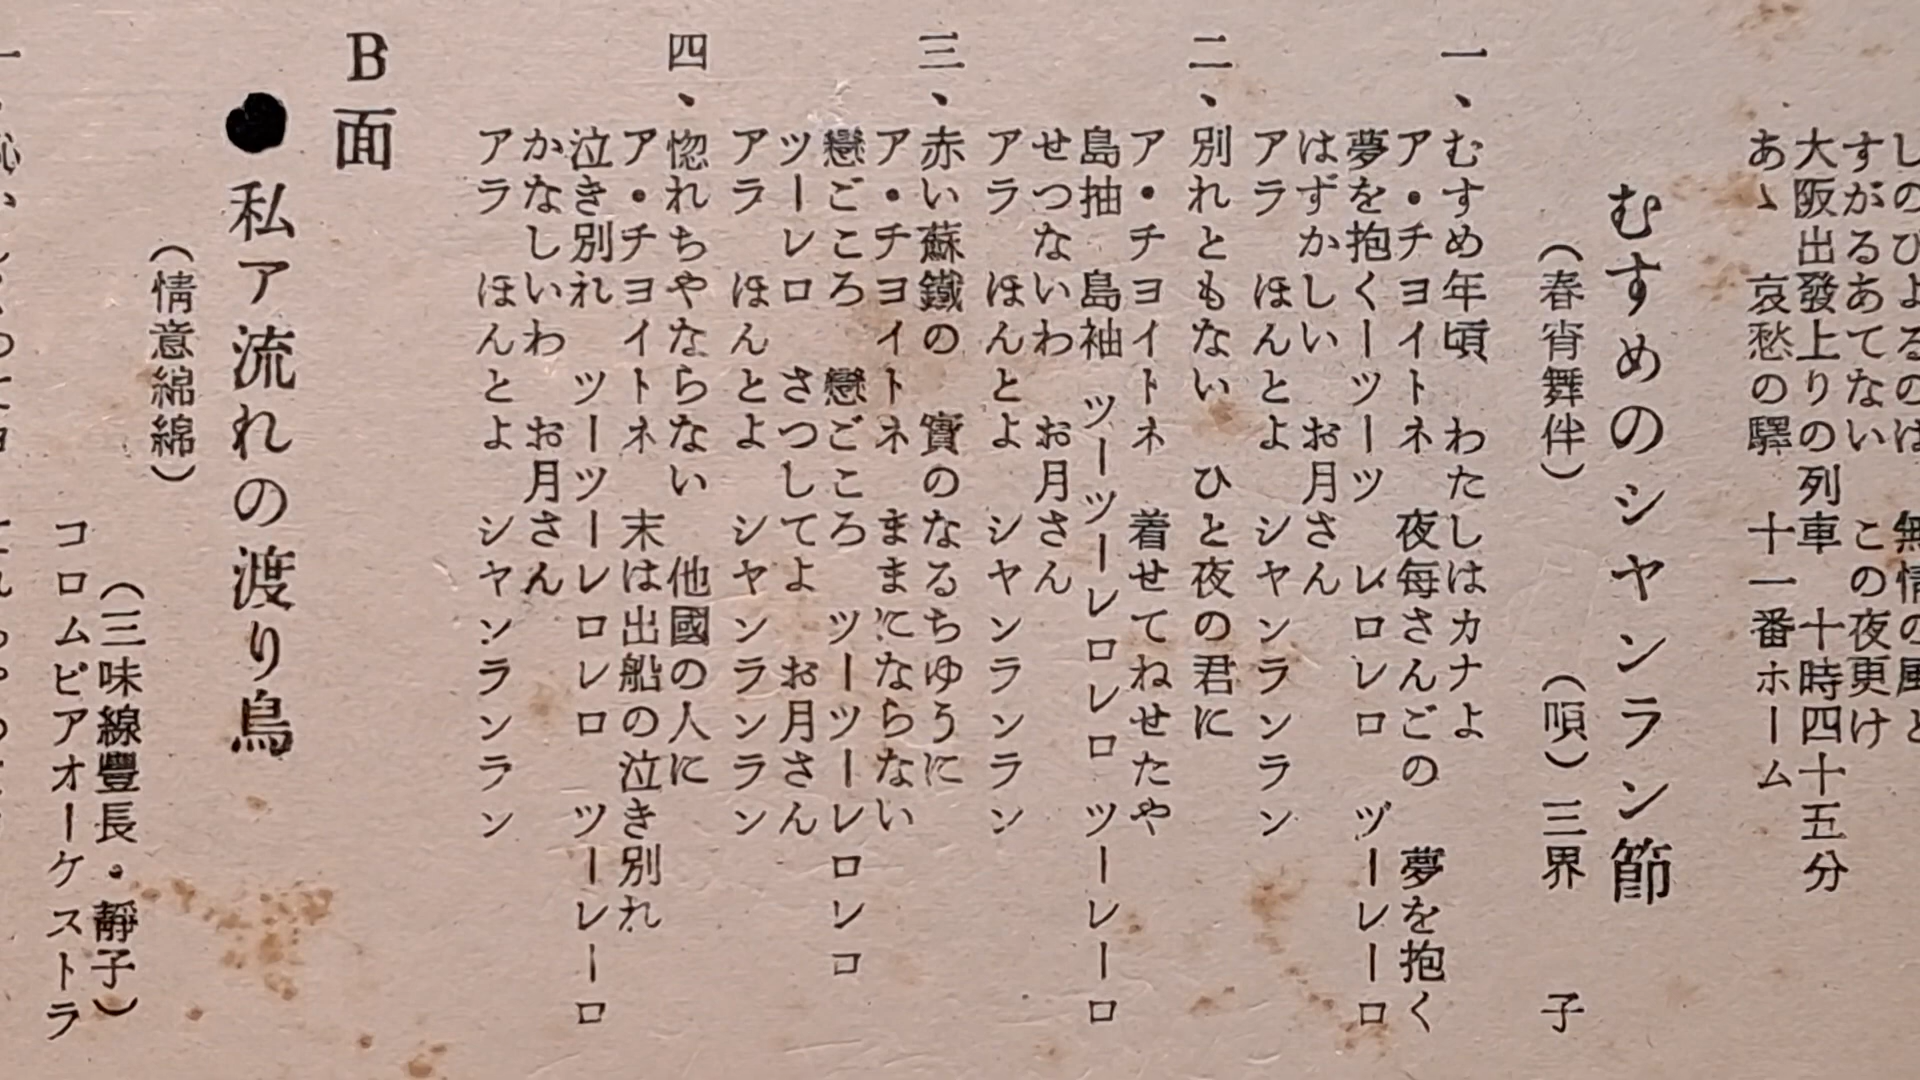 しのびよるのは　無情の風と
すがるあてない　この夜更け
大阪出發上りの列車　十時四十五分
あゝ　哀愁の驛　十一番ホーム
むすめのシヤンラン節
（春宵舞伴）　（唄）三界　子
一、むすめ年頃　わたしはカナよ
ア・チヨイトネ　夜每さんごの　夢を抱く
夢を抱くーツーツ　レロレロ　ヅーレーロ
はずかしい　お月さん
アラ　ほんとよ　シヤンランラン
二、別れともない　ひと夜の君に
ア・チヨイトネ　着せてねせたや
島抽　島袖　ツーツーレロレロ　ツーレーロ
せつないわ　お月さん
アラ　ほんとよ　シヤンランラン
三、赤い蘇鐵の　寶のなるちゆうに
ア・チヨイトネ　ままにならない
戀ごころ　戀ごころ　ツーツーレロレコ
ツーレロ　さつしてよ　お月さん
アラ　ほんとよ　シヤンランラン
四、惚れちやならない　他國の人に
ア・チヨイトネ　末は出船の泣き別れ
泣き別れ　ツーツーレロレロ　ツーレーロ
かなしいわ　お月さん
アラ　ほんとよ　シヤンランラン
B面
●私ア流れの渡り鳥
（情意綿綿）
（三味線豐長・靜子）
コロムピアオーケストラ